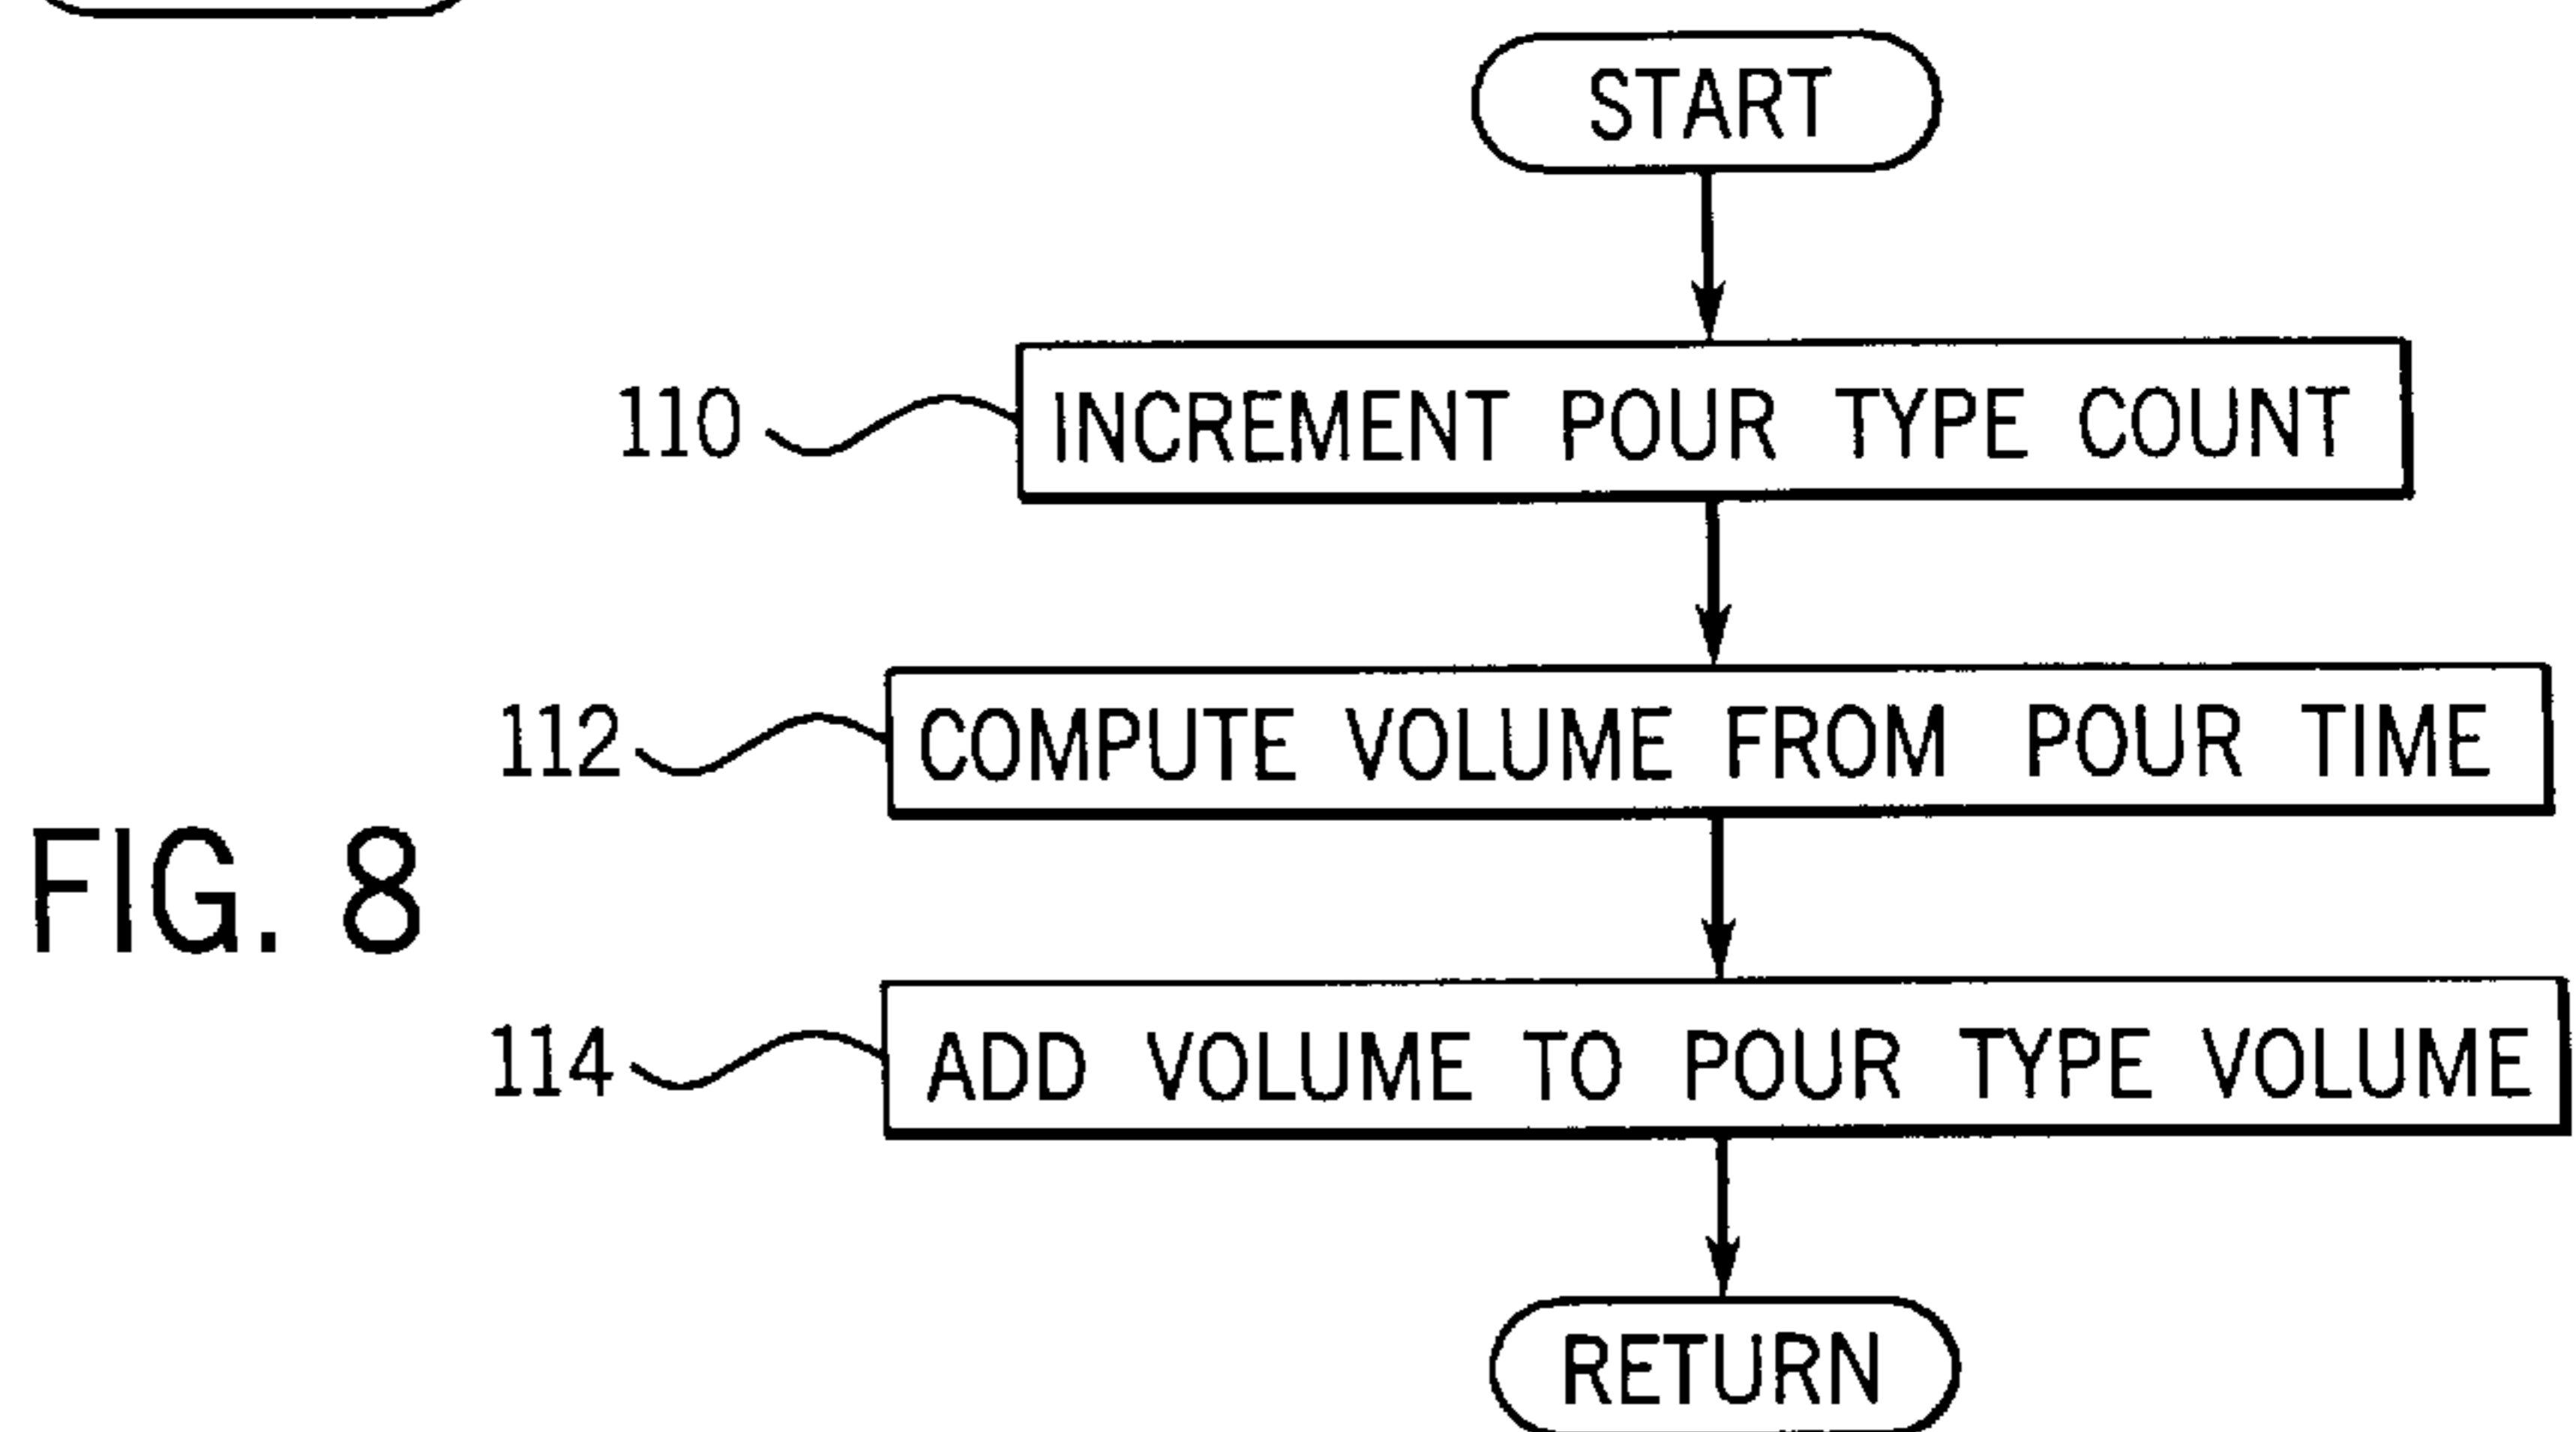 START
110 INCREMENT POUR TYPE COUNT
112 COMPUTE VOLUME FROM POUR TIME
FIG. 8
114 ADD VOLUME TO POUR TYPE VOLUME
RETURN